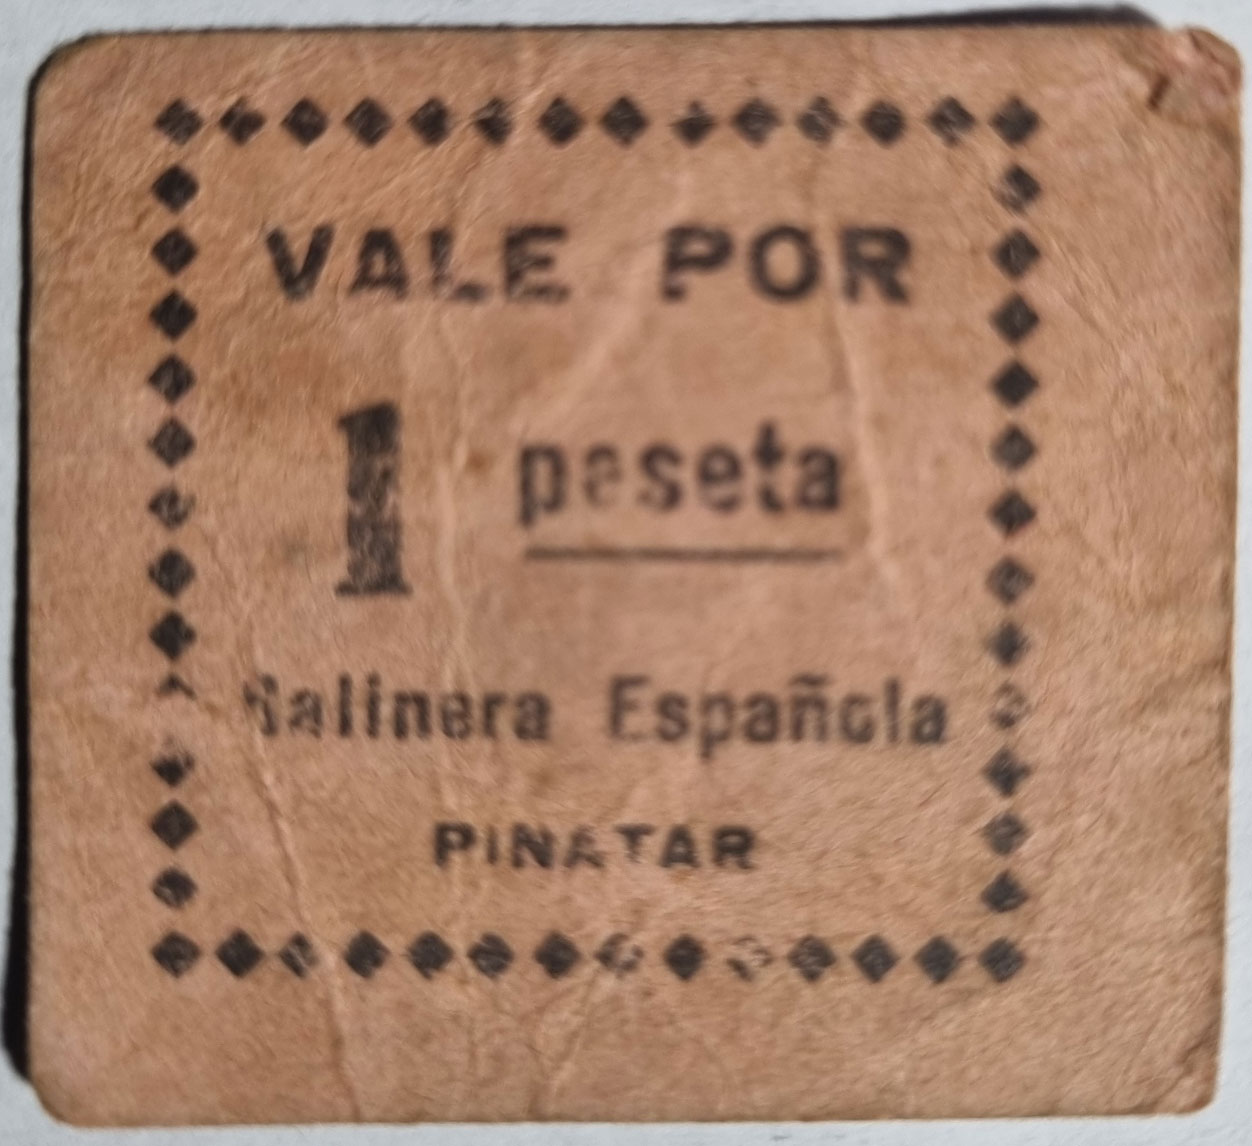 VALE POR
1 peseta
Salinera Española
PINATAR